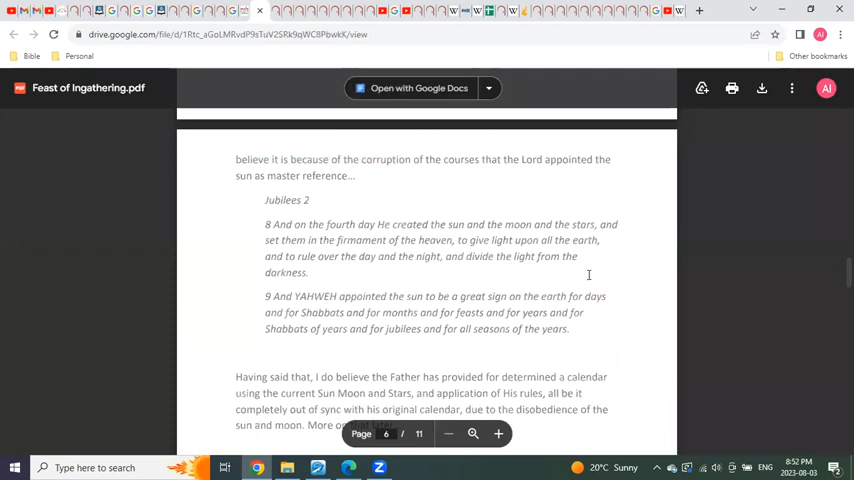 drive.google.com/file/d/1Rtc_aGoLMRvdP9sTuV2SRk9qWC8PbwkK/view
Bible
Personal
Other bookmarks
Feast of Ingathering.pdf
Open with Google Docs
AI
believe it is because of the corruption of the courses that the Lord appointed the
sun as master reference…
Jubilees 2
8 And on the fourth day He created the sun and the moon and the stars, and
set them in the firmament of the heaven, to give light upon all the earth,
and to rule over the day and the night, and divide the light from the
darkness.
9 And YAHWEH appointed the sun to be a great sign on the earth for days
and for Shabbats and for months and for feasts and for years and for
Shabbats of years and for jubilees and for all seasons of the years.
Having said that, I do believe the Father has provided for determined a calendar
using the current Sun Moon and Stars, and application of His rules, all be it
completely out of sync with his original calendar, due to the disobedience of the
sun and moon. More on that later
Page 6 / 11
Type here to search
20°C Sunny
ENG
8:52 PM
2023-08-03
2